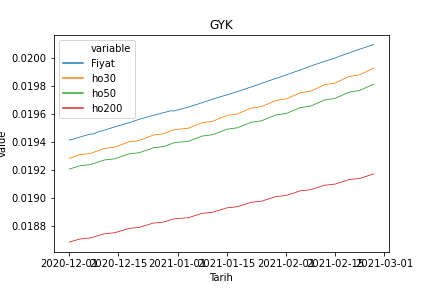 GYK
variable
Fiyat
ho30
ho50
ho200
0.0200
0.0198
0.0196
0.0194
0.0192
0.0190
0.0188
value
2020-12-01
2020-12-15
2021-01-01
2021-01-15
2021-02-01
2021-02-15
2021-03-01
Tarih